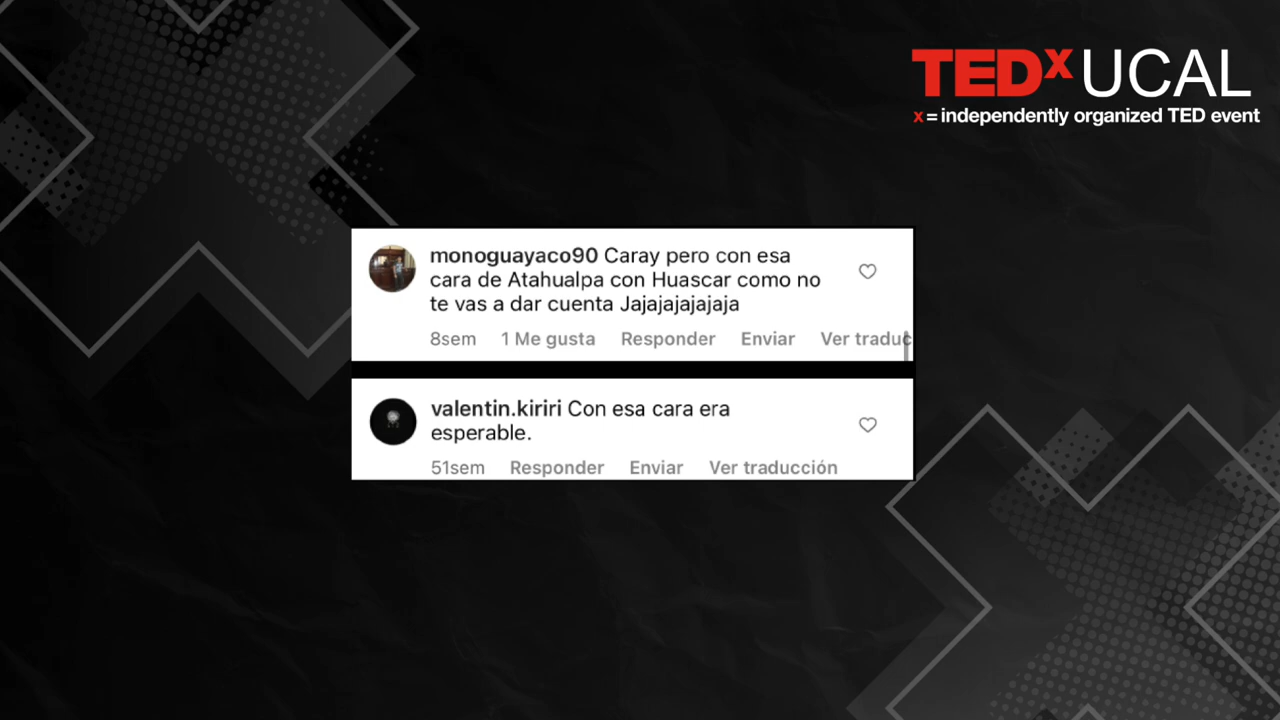 TEDxUCAL
x = independently organized TED event
monoguayaco90 Caray pero con esa
cara de Atahualpa con Huascar como no
te vas a dar cuenta Jajajajajajaja
8sem 1 Me gusta Responder Enviar Ver traduc
valentin.kiriri Con esa cara era
esperable.
51sem Responder Enviar Ver traducción